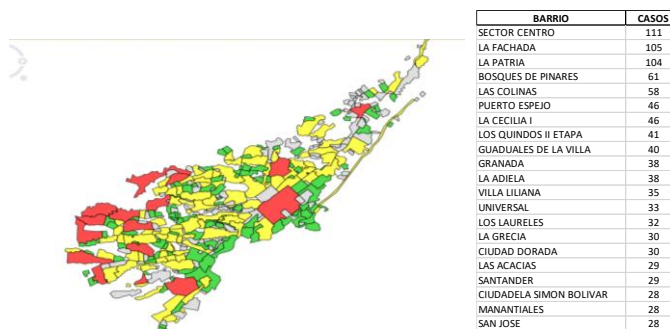 BARRIO CASOS
SECTOR CENTRO 111
LA FACHADA 105
LA PATRIA 104
BOSQUES DE PINARES 61
LAS COLINAS 58
PUERTO ESPEJO 46
LA CECILIA I 46
LOS QUINDOS II ETAPA 41
GUADUALES DE LA VILLA 40
GRANADA 38
LA ADIELA 38
VILLA LILIANA 35
UNIVERSAL 33
LOS LAURELES 32
LA GRECIA 30
CIUDAD DORADA 30
LAS ACACIAS 29
SANTANDER 29
CIUDADELA SIMON BOLIVAR 28
MANANTIALES 28
SAN JOSE 28